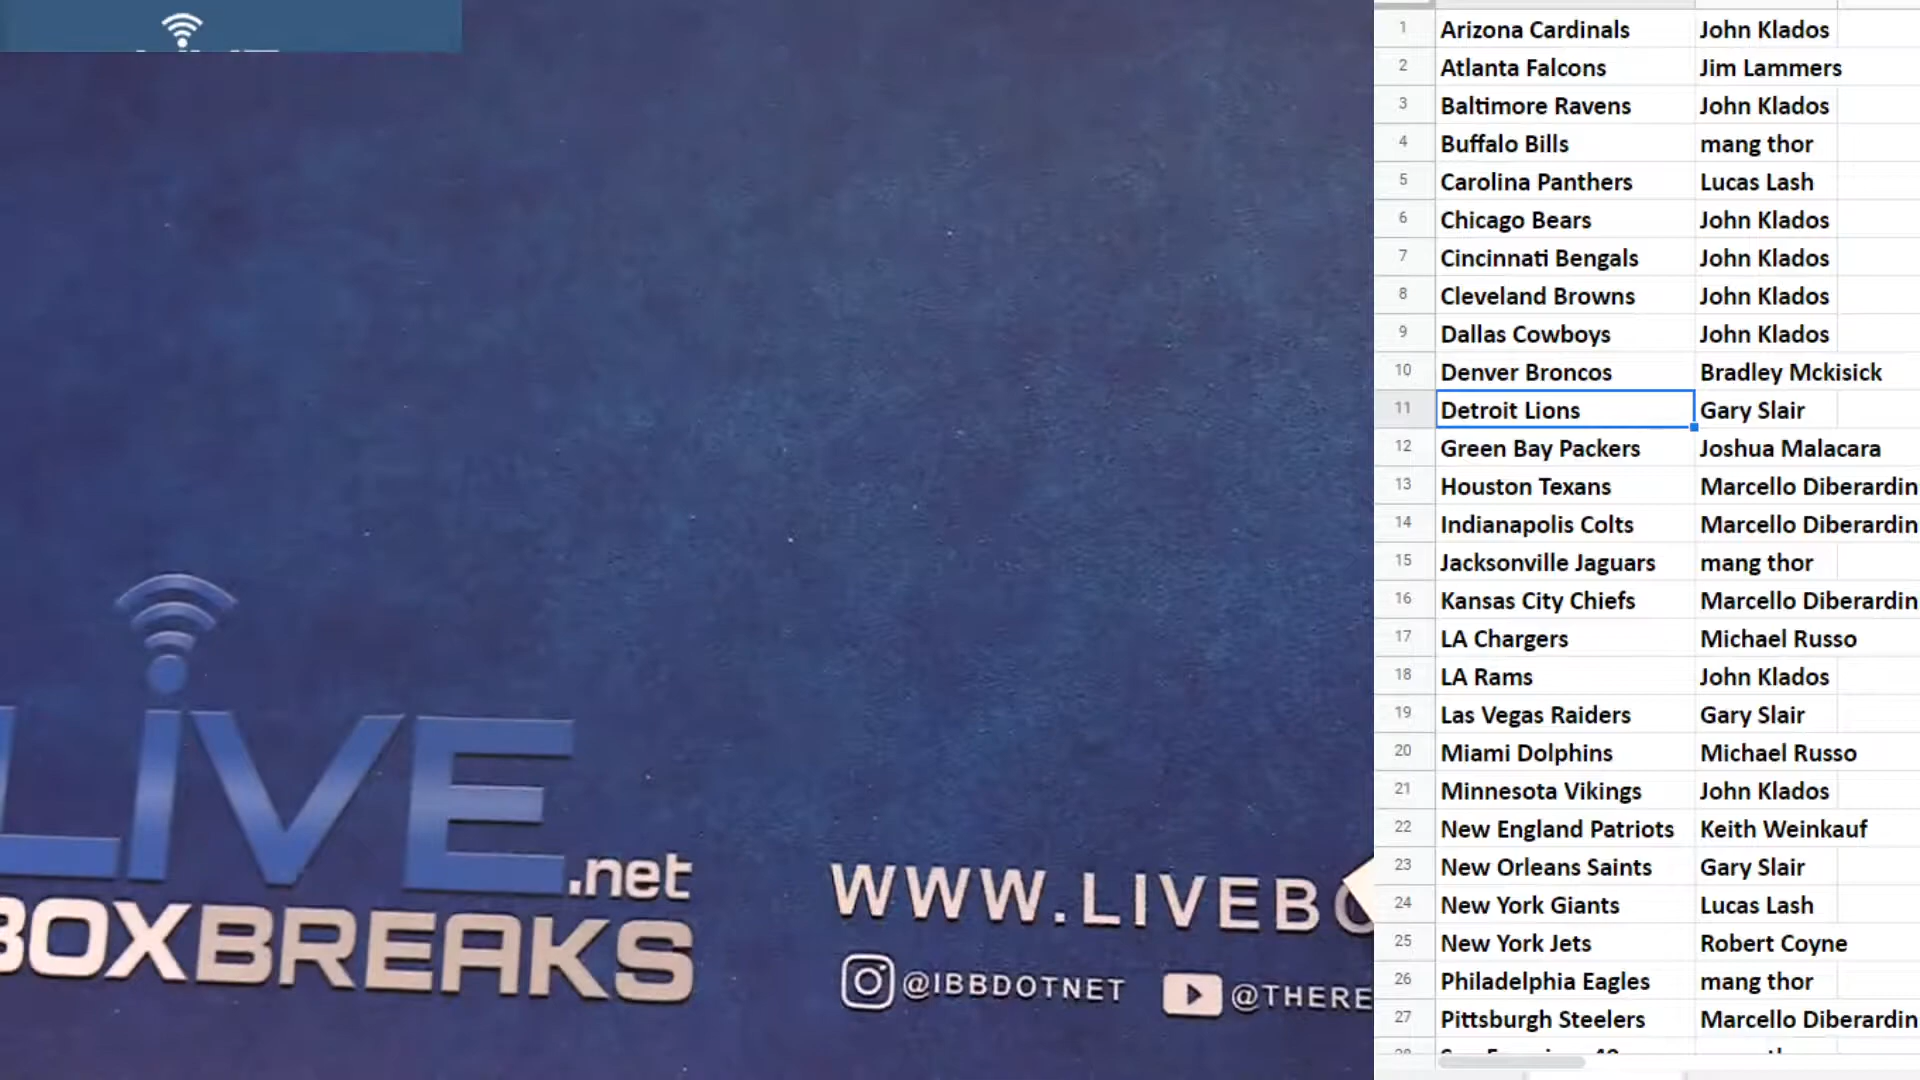 LIVE.net
BOXBREAKS
WWW.LIVEBO
@IBBDOTNET @THERE
1 Arizona Cardinals John Klados
2 Atlanta Falcons Jim Lammers
3 Baltimore Ravens John Klados
4 Buffalo Bills mang thor
5 Carolina Panthers Lucas Lash
6 Chicago Bears John Klados
7 Cincinnati Bengals John Klados
8 Cleveland Browns John Klados
9 Dallas Cowboys John Klados
10 Denver Broncos Bradley Mckisick
11 Detroit Lions Gary Slair
12 Green Bay Packers Joshua Malacara
13 Houston Texans Marcello Diberardin
14 Indianapolis Colts Marcello Diberardin
15 Jacksonville Jaguars mang thor
16 Kansas City Chiefs Marcello Diberardin
17 LA Chargers Michael Russo
18 LA Rams John Klados
19 Las Vegas Raiders Gary Slair
20 Miami Dolphins Michael Russo
21 Minnesota Vikings John Klados
22 New England Patriots Keith Weinkauf
23 New Orleans Saints Gary Slair
24 New York Giants Lucas Lash
25 New York Jets Robert Coyne
26 Philadelphia Eagles mang thor
27 Pittsburgh Steelers Marcello Diberardin